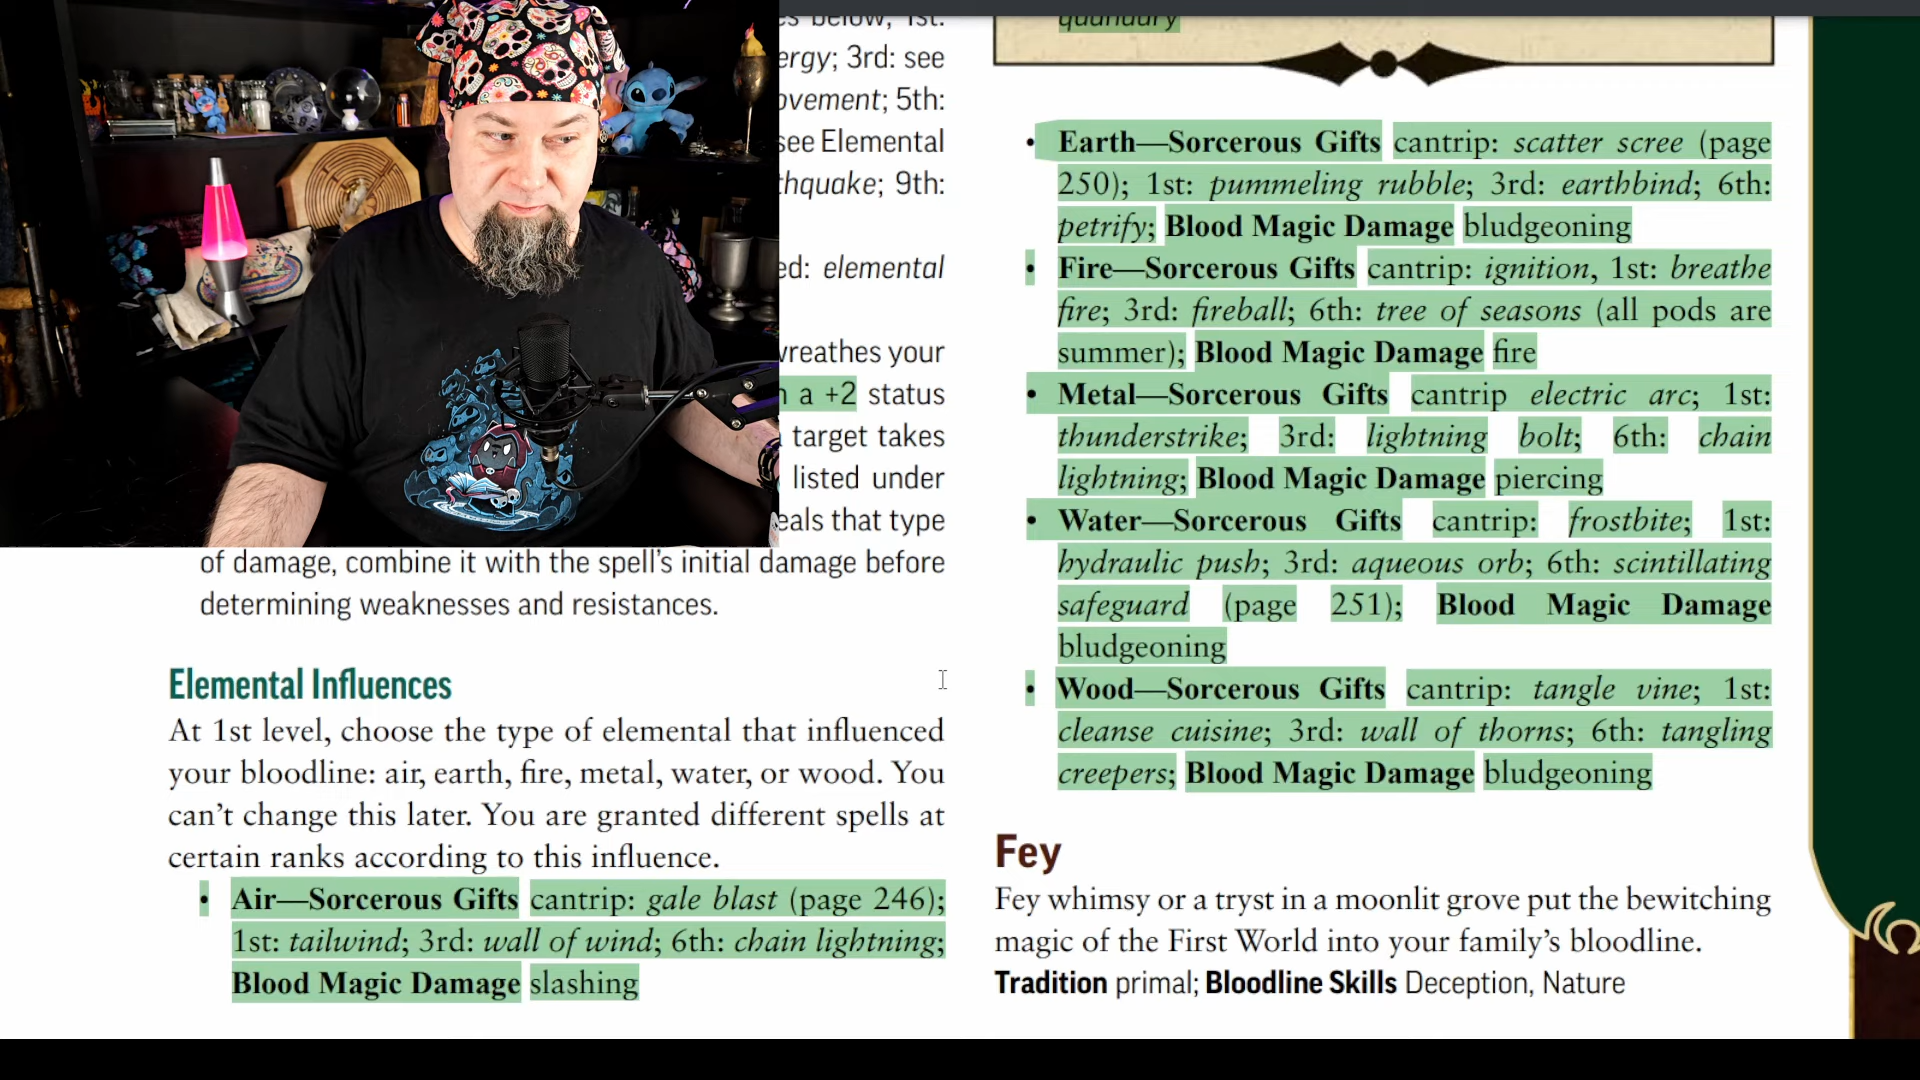 ergy; 3rd: see
ovement; 5th:
see Elemental
thquake; 9th:
ed: elemental
wreathes your
a +2 status
target takes
listed under
eals that type
of damage, combine it with the spell's initial damage before
determining weaknesses and resistances.
Elemental Influences
At 1st level, choose the type of elemental that influenced
your bloodline: air, earth, fire, metal, water, or wood. You
can't change this later. You are granted different spells at
certain ranks according to this influence.
• Air—Sorcerous Gifts cantrip: gale blast (page 246);
1st: tailwind; 3rd: wall of wind; 6th: chain lightning;
Blood Magic Damage slashing
quandary
• Earth—Sorcerous Gifts cantrip: scatter scree (page
250); 1st: pummeling rubble; 3rd: earthbind; 6th:
petrify; Blood Magic Damage bludgeoning
• Fire—Sorcerous Gifts cantrip: ignition, 1st: breathe
fire; 3rd: fireball; 6th: tree of seasons (all pods are
summer); Blood Magic Damage fire
• Metal—Sorcerous Gifts cantrip electric arc; 1st:
thunderstrike; 3rd: lightning bolt; 6th: chain
lightning; Blood Magic Damage piercing
• Water—Sorcerous Gifts cantrip: frostbite; 1st:
hydraulic push; 3rd: aqueous orb; 6th: scintillating
safeguard (page 251); Blood Magic Damage
bludgeoning
• Wood—Sorcerous Gifts cantrip: tangle vine; 1st:
cleanse cuisine; 3rd: wall of thorns; 6th: tangling
creepers; Blood Magic Damage bludgeoning
Fey
Fey whimsy or a tryst in a moonlit grove put the bewitching
magic of the First World into your family's bloodline.
Tradition primal; Bloodline Skills Deception, Nature